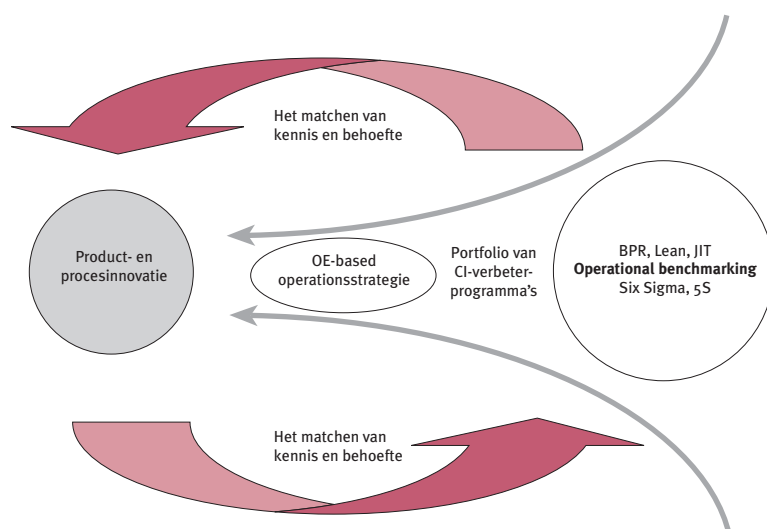 Het matchen van
kennis en behoefte
Product- en
procesinnovatie
OE-based
operationsstrategie
Portfolio van
CI-verbeter-
programma's
BPR, Lean, JIT
Operational benchmarking
Six Sigma, 5S
Het matchen van
kennis en behoefte